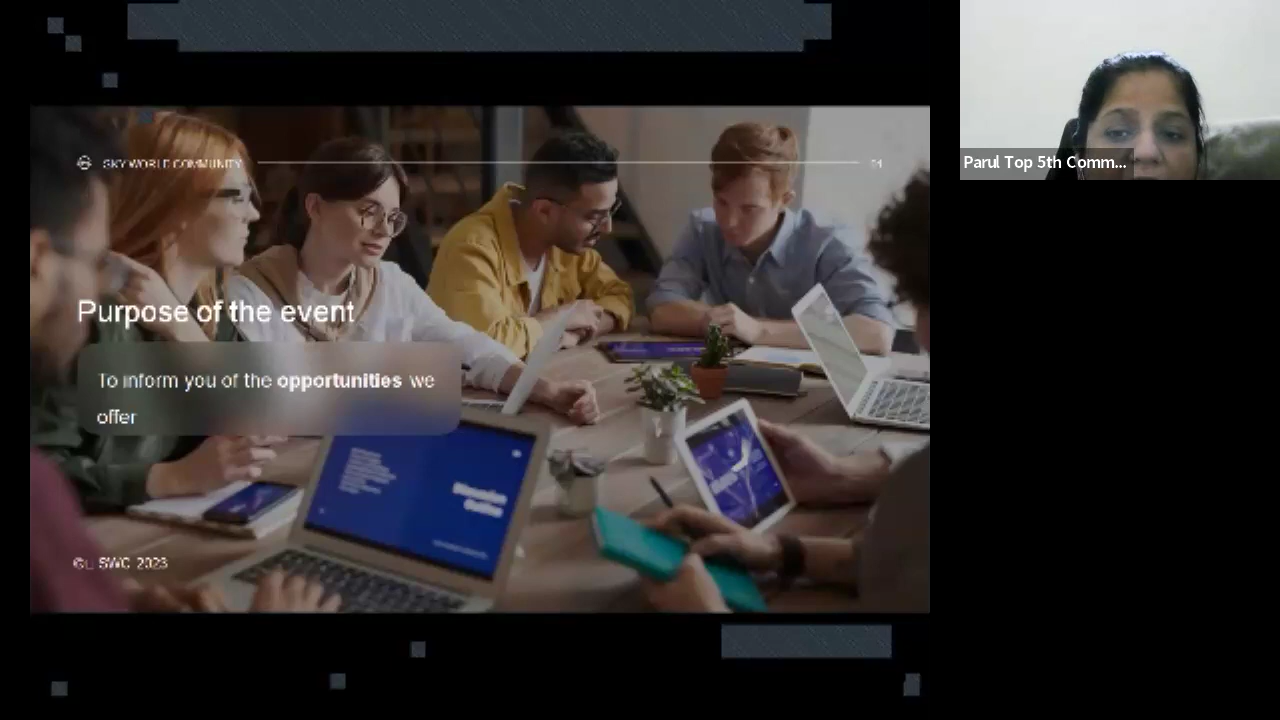 SKY WORLD COMMUNITY
Purpose of the event
To inform you of the opportunities we
offer
SWC 2023
Parul Top 5th Comm...